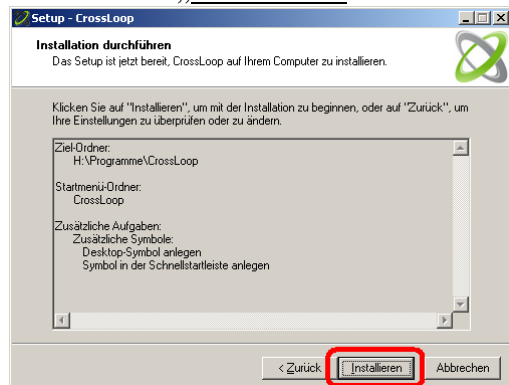 Setup - CrossLoop
Installation durchführen
Das Setup ist jetzt bereit, CrossLoop auf Ihrem Computer zu installieren.
Klicken Sie auf "Installieren", um mit der Installation zu beginnen, oder auf "Zurück", um
Ihre Einstellungen zu überprüfen oder zu ändern.
Ziel-Ordner:
H:\Programme\CrossLoop
Startmenü-Ordner:
CrossLoop
Zusätzliche Aufgaben:
Zusätzliche Symbole:
Desktop-Symbol anlegen
Symbol in der Schnellstartleiste anlegen
< Zurück Installieren Abbrechen